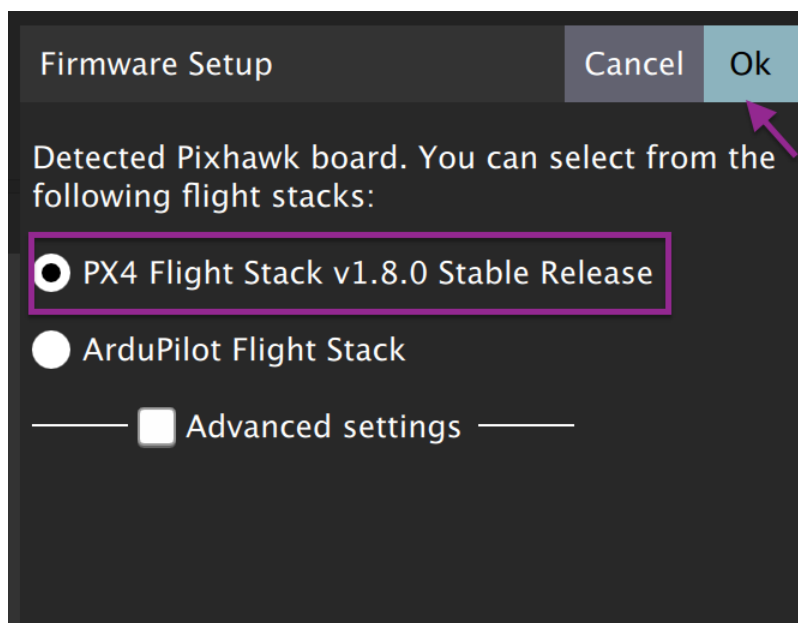 Firmware Setup Cancel Ok
Detected Pixhawk board. You can select from the
following flight stacks:
PX4 Flight Stack v1.8.0 Stable Release
ArduPilot Flight Stack
Advanced settings